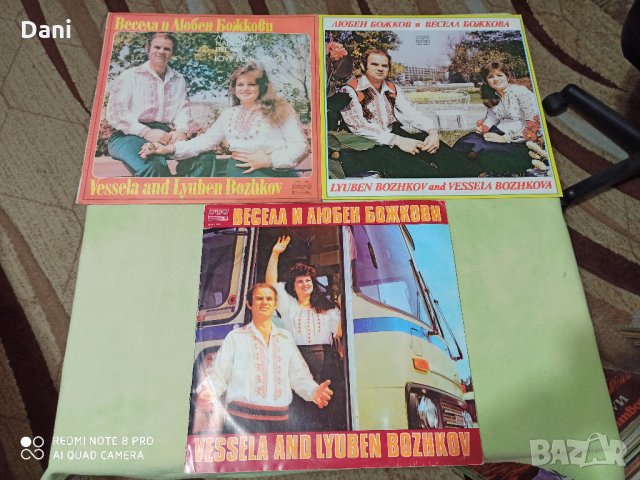 Dani
Весела и Любен Божкови
LOVE
Vessela and Lyuben Bozhkov
ЛЮБЕН БОЖКОВ и ВЕСЕЛА БОЖКОВА
LYUBEN BOZHKOV and VESSELA BOZHKOVA
ВЕСЕЛА И ЛЮБЕН БОЖКОВИ
VESSELA AND LYUBEN BOZHKOV
REDMI NOTE 8 PRO
AI QUAD CAMERA
BAZAR